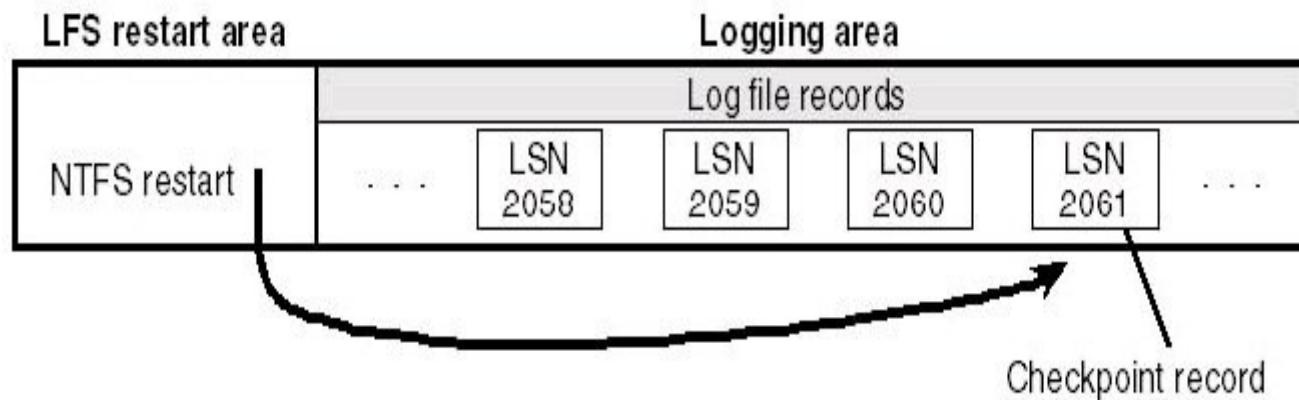 LFS restart area Logging area
Log file records
NTFS restart . . . LSN 2058 LSN 2059 LSN 2060 LSN 2061 . . .
Checkpoint record